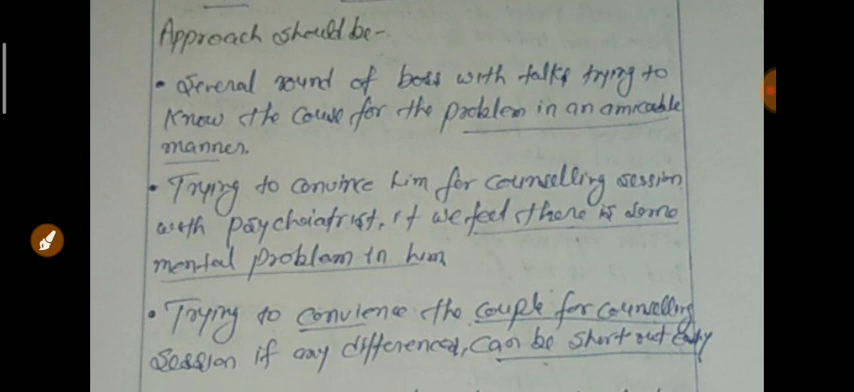 Approach should be-
• Several round of boss with talks trying to
know the cause for the problem in an amicable
manner.
• Trying to convince him for counselling session
with psychiatrist, if we feel there is some
mental problem in him
• Trying to convience the couple for counselling
session if any differenced, can be short out easy